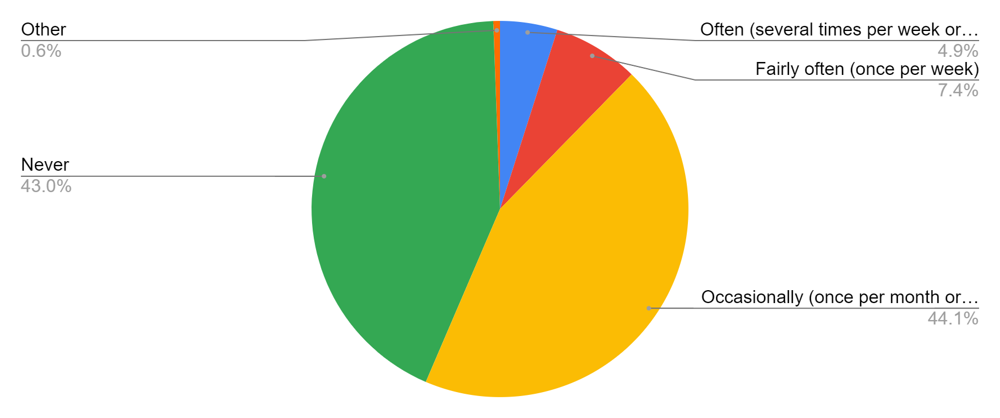 Other
0.6%
Never
43.0%
Often (several times per week or…
4.9%
Fairly often (once per week)
7.4%
Occasionally (once per month or…
44.1%